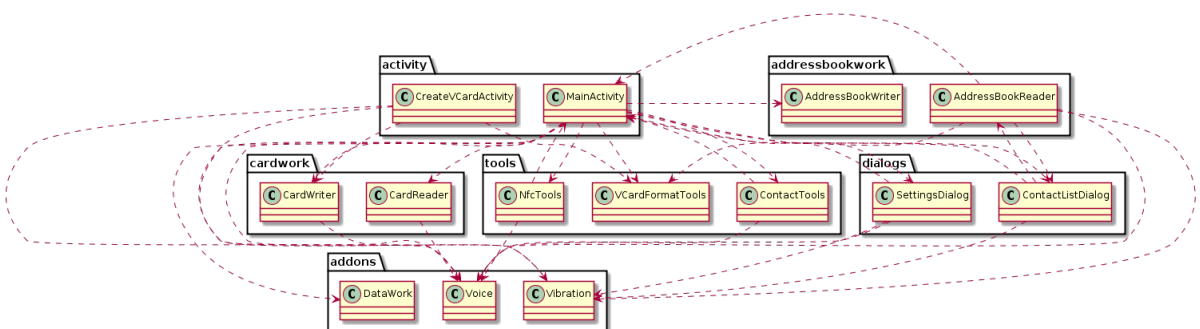 activity
addressbookwork
C CreateVCardActivity
C MainActivity
C AddressBookWriter
C AddressBookReader
cardwork
tools
dialogs
C CardWriter
C CardReader
C NfcTools
C VCardFormatTools
C ContactTools
C SettingsDialog
C ContactListDialog
addons
C DataWork
C Voice
C Vibration